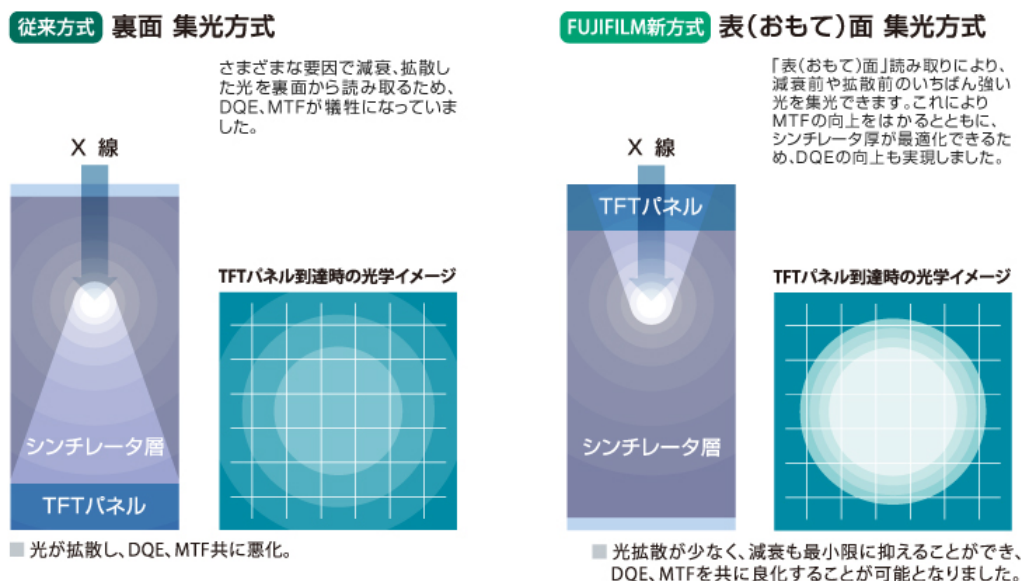 従来方式 裏面 集光方式
さまざまな要因で減衰、拡散し
た光を裏面から読み取るため、
DQE、MTFが犠牲になっていま
した。
X 線
シンチレータ層
TFTパネル
TFTパネル到達時の光学イメージ
■ 光が拡散し、DQE、MTF共に悪化。
FUJIFILM新方式 表(おもて)面 集光方式
「表(おもて)面」読み取りにより、
減衰前や拡散前のいちばん強い
光を集光できます。これにより
MTFの向上をはかるとともに、
シンチレータ厚が最適化できるた
め、DQEの向上も実現しました。
X 線
TFTパネル
シンチレータ層
TFTパネル到達時の光学イメージ
■ 光拡散が少なく、減衰も最小限に抑えることができ、
DQE、MTFを共に良化することが可能となりました。